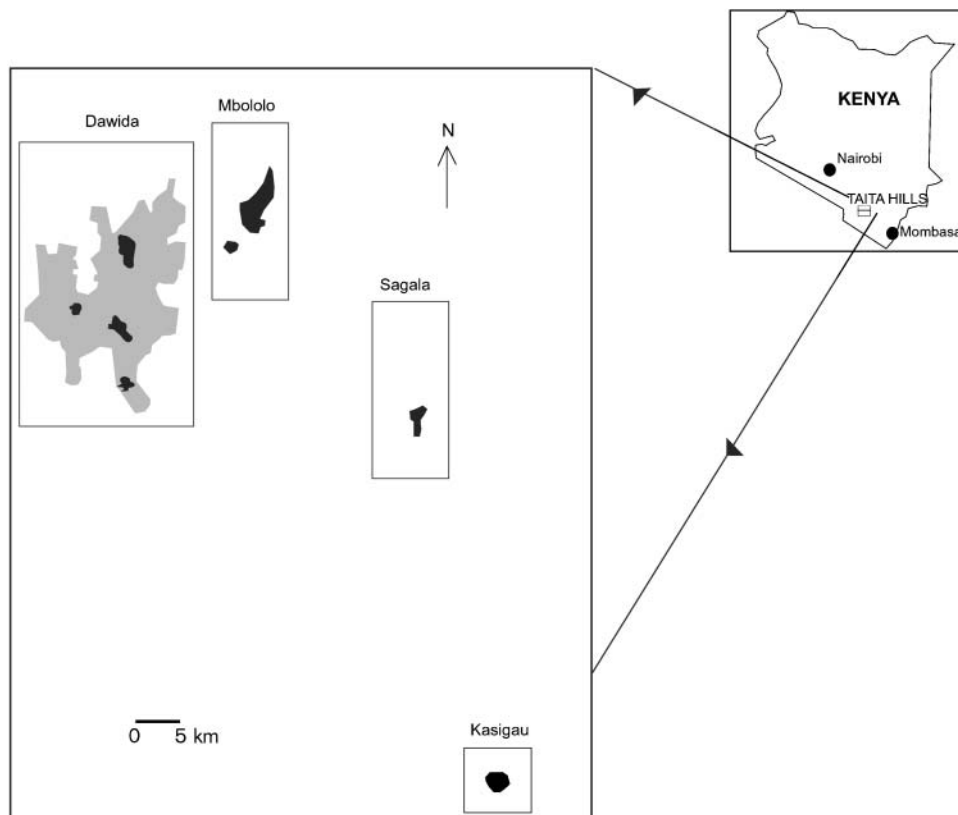 Dawida
Mbololo
N
Sagala
0 5 km
Kasigau
KENYA
Nairobi
TAITA HILLS
Mombasa